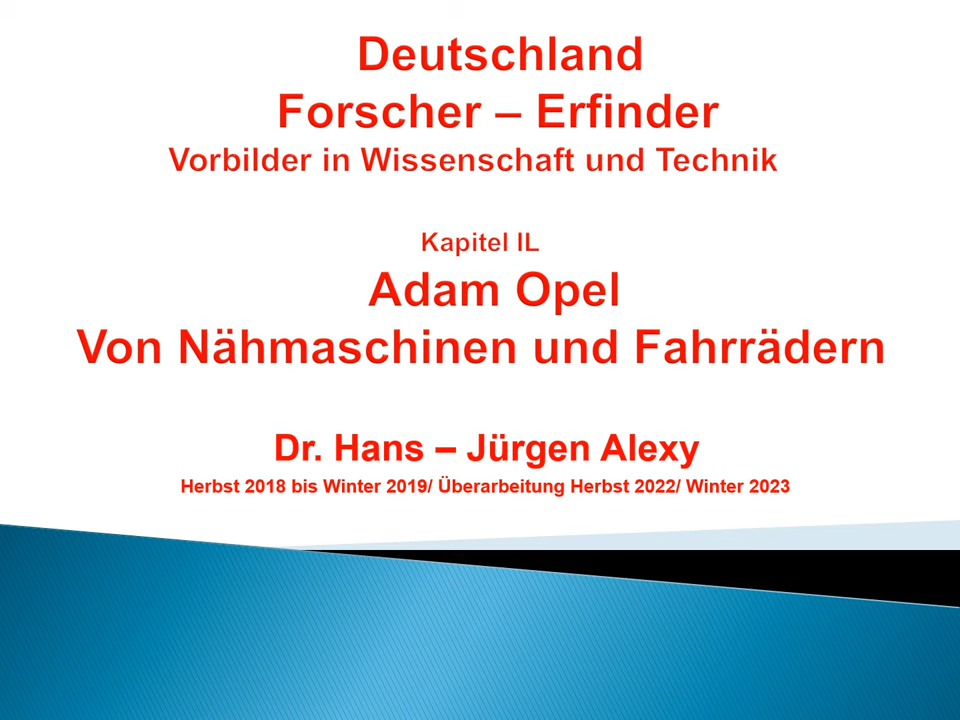 Deutschland
Forscher – Erfinder
Vorbilder in Wissenschaft und Technik
Kapitel IL
Adam Opel
Von Nähmaschinen und Fahrrädern
Dr. Hans – Jürgen Alexy
Herbst 2018 bis Winter 2019/ Überarbeitung Herbst 2022/ Winter 2023